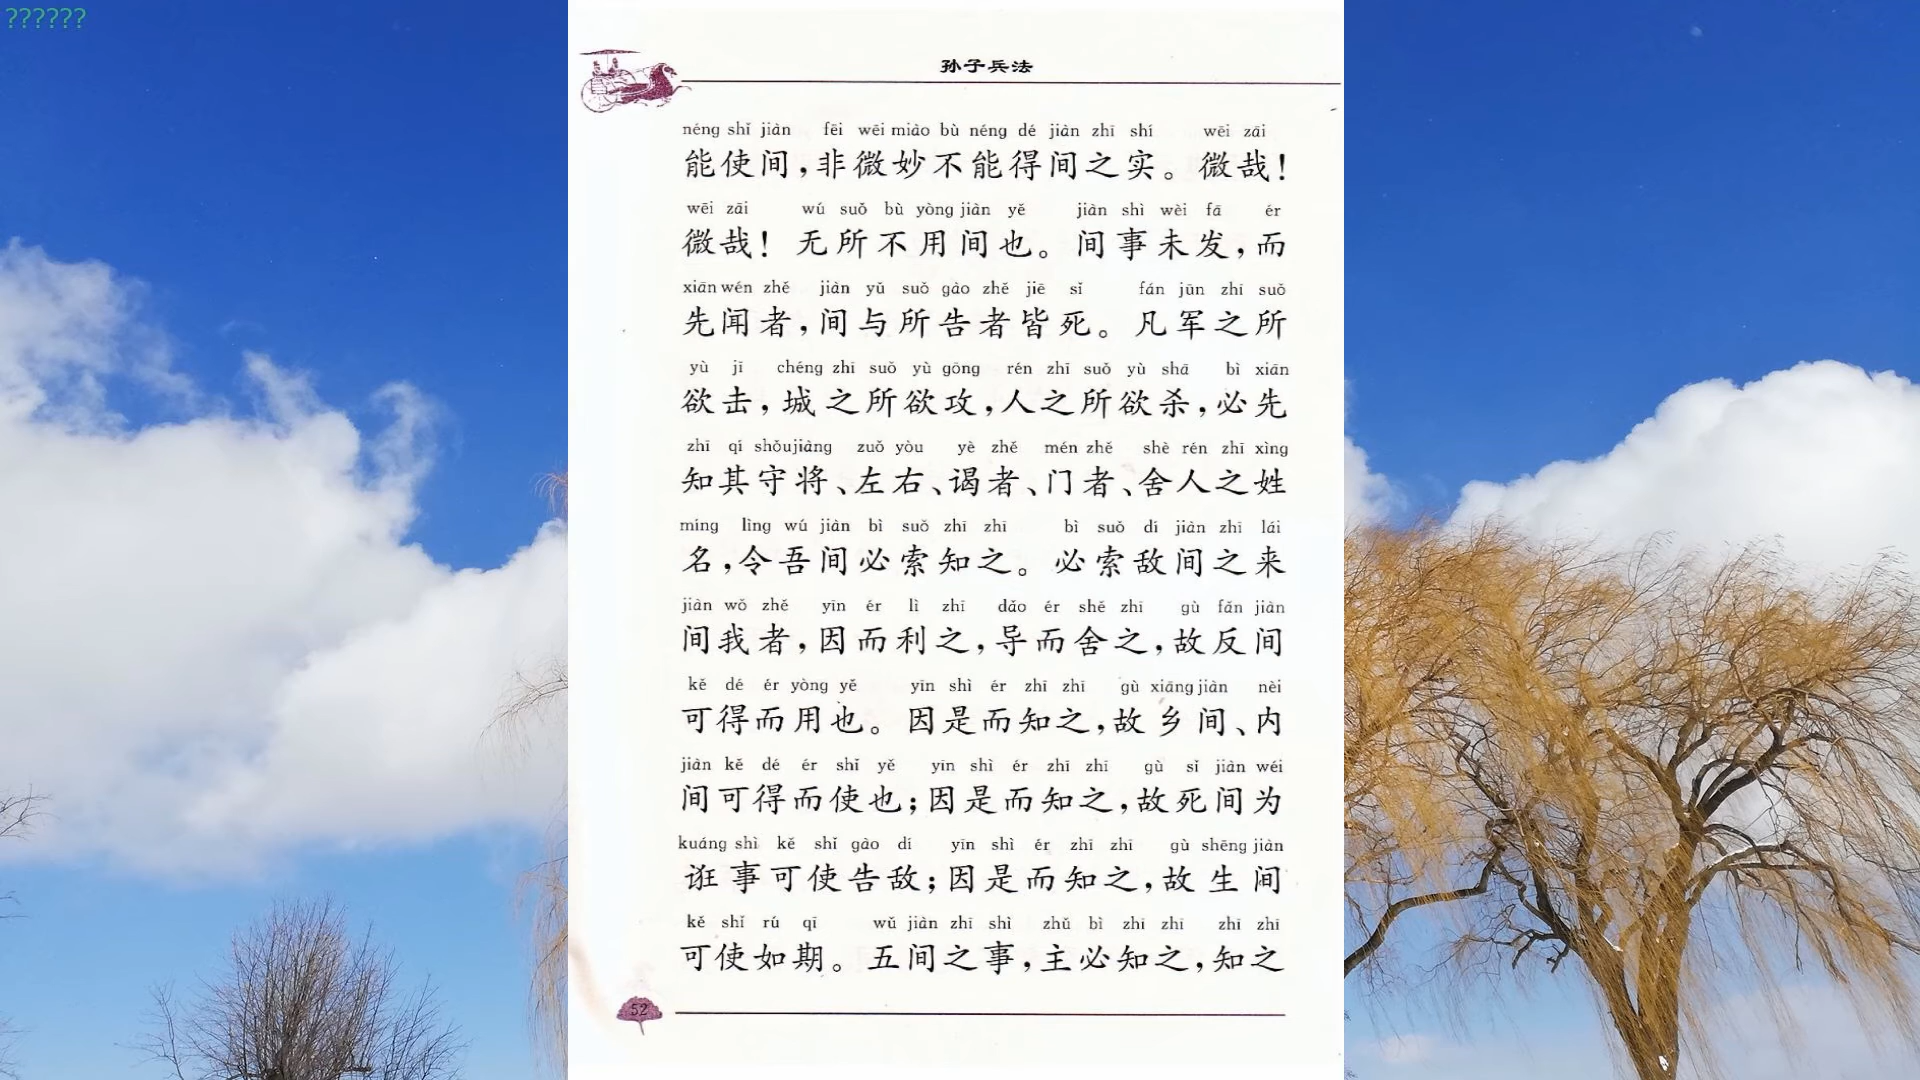 ??????
孙子兵法
néng shǐ jiàn fēi wēi miào bù néng dé jiàn zhī shí wēi zāi
能使间,非微妙不能得间之实。微哉!
wēi zāi wú suǒ bù yòng jiàn yě jiàn shì wèi fā ér
微哉! 无所不用间也。间事未发,而
xiān wén zhě jiàn yǔ suǒ gào zhě jiē sǐ fán jūn zhī suǒ
先闻者,间与所告者皆死。凡军之所
yù jī chéng zhī suǒ yù gōng rén zhī suǒ yù shā bì xiān
欲击,城之所欲攻,人之所欲杀,必先
zhī qí shǒu jiàng zuǒ yòu yè zhě mén zhě shè rén zhī xìng
知其守将、左右、谒者、门者、舍人之姓
míng lìng wú jiàn bì suǒ zhī zhī bì suǒ dí jiàn zhī lái
名,令吾间必索知之。必索敌间之来
jiàn wǒ zhě yīn ér lì zhī dǎo ér shě zhī gù fǎn jiàn
间我者,因而利之,导而舍之,故反间
kě dé ér yòng yě yīn shì ér zhī zhī gù xiāng jiàn nèi
可得而用也。因是而知之,故乡间、内
jiàn kě dé ér shǐ yě yīn shì ér zhī zhī gù sǐ jiàn wéi
间可得而使也;因是而知之,故死间为
kuáng shì kě shǐ gào dí yīn shì ér zhī zhī gù shēng jiàn
诳事可使告敌;因是而知之,故生间
kě shǐ rú qī wǔ jiàn zhī shì zhǔ bì zhī zhī zhī zhī
可使如期。五间之事,主必知之,知之
52